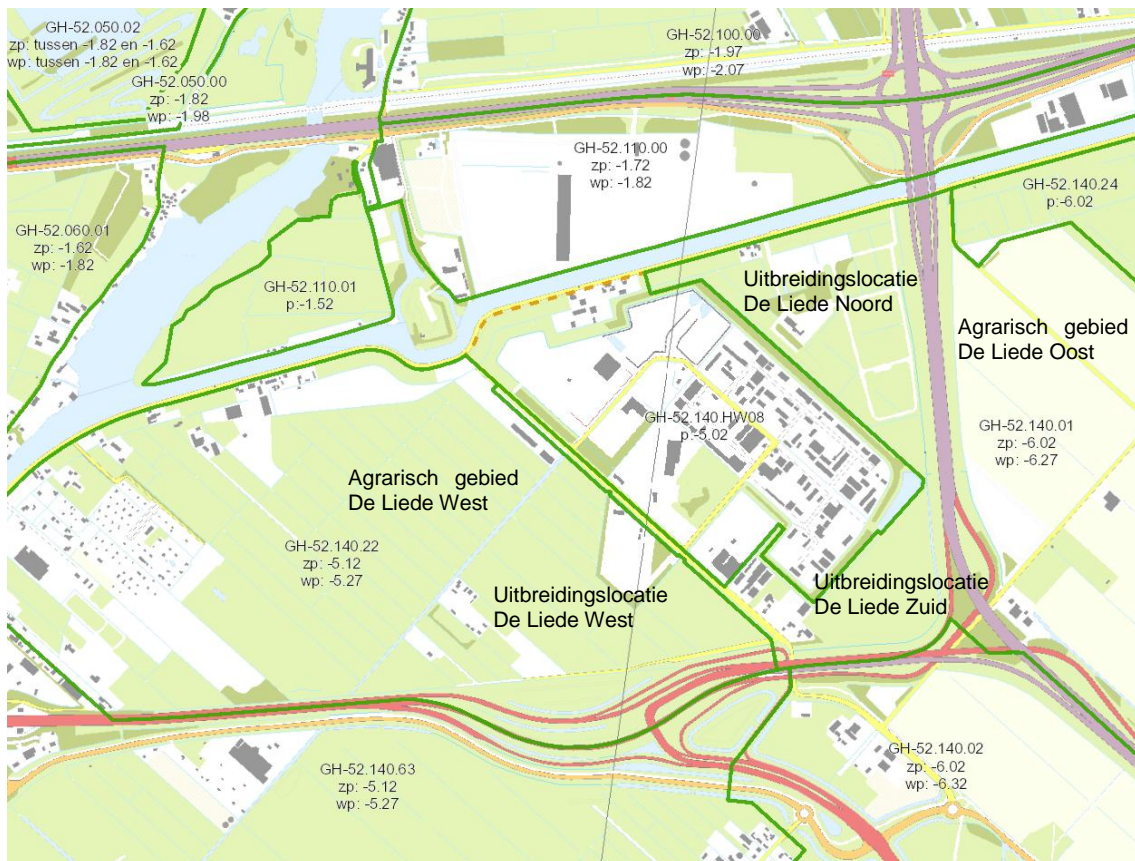 GH-52.050.02
zp: tussen -1.82 en -1.62
wp: tussen -1.82 en -1.62
GH-52.050.00
zp: -1.82
wp: -1.98
GH-52.100.00
zp: -1.97
wp: -2.07
GH-52.110.00
zp: -1.72
wp: -1.82
GH-52.140.24
p:-6.02
GH-52.060.01
zp: -1.62
wp: -1.82
GH-52.110.01
p:-1.52
Uitbreidingslocatie
De Liede Noord
Agrarisch gebied
De Liede Oost
GH-52.140.HW08
p:-5.02
GH-52.140.01
zp: -6.02
wp: -6.27
Agrarisch gebied
De Liede West
GH-52.140.22
zp: -5.12
wp: -5.27
Uitbreidingslocatie
De Liede West
Uitbreidingslocatie
De Liede Zuid
GH-52.140.63
zp: -5.12
wp: -5.27
GH-52.140.02
zp: -6.02
wp: -6.32